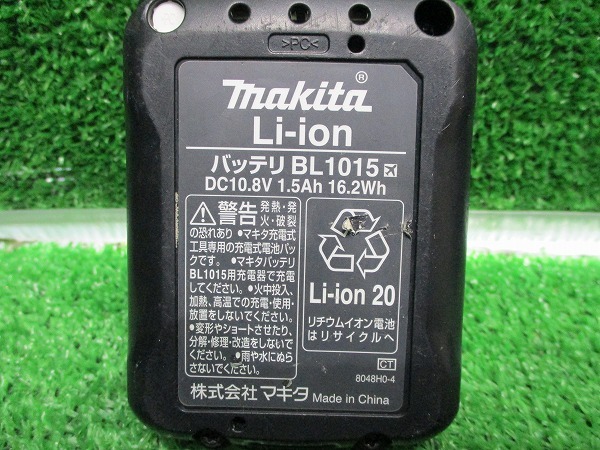 >PC<
makita®
Li-ion
バッテリ BL1015
DC10.8V 1.5Ah 16.2Wh
警告 発熱・発
火・破裂
の恐れあり ●マキタ充電式
工具専用の充電式電池パッ
クです。 ●マキタバッテリ
BL1015用充電器で充電
してください。 ●火中投入、
加熱、高温での充電・使用・
放置をしないでください。
●変形やショートさせたり、
分解・修理・改造をしないで
ください。 ●雨や水にぬら
さないでください。
Li-ion 20
リチウムイオン電池
はリサイクルへ
CT
8048H0-4
株式会社 マキタ Made in China